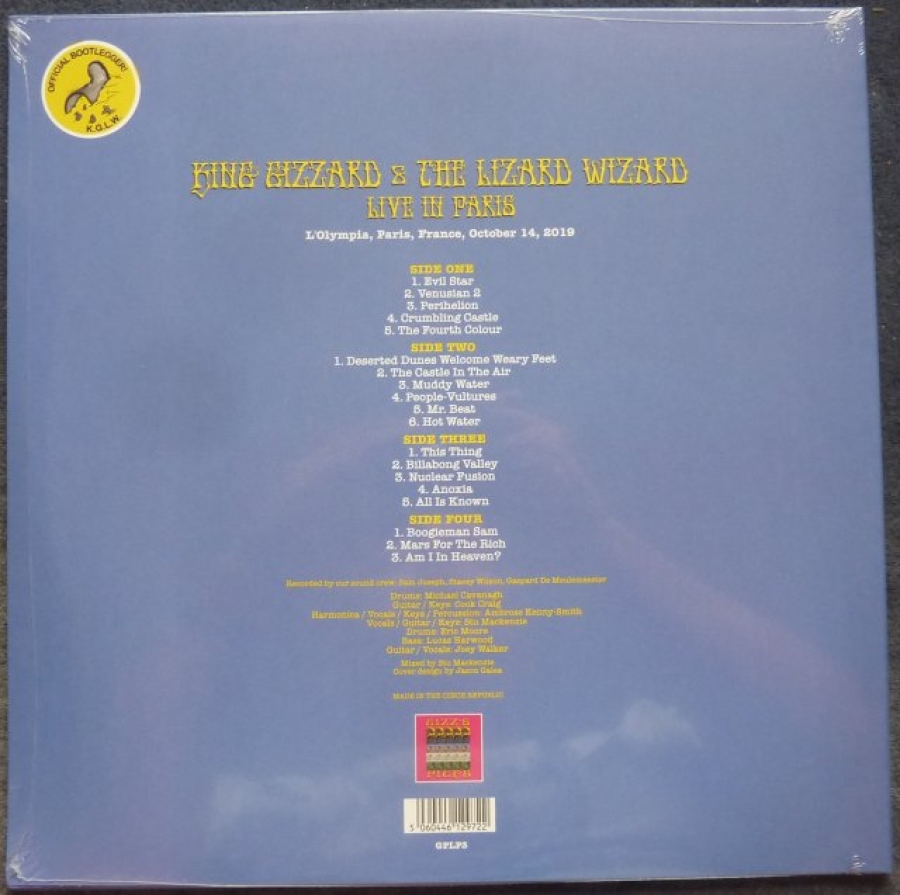 OFFICIAL BOOTLEGGER!
K.G.L.W.
KING GIZZARD & THE LIZARD WIZARD
LIVE IN PARIS
L'Olympia, Paris, France, October 14, 2019
SIDE ONE
1. Evil Star
2. Venusian 2
3. Perihelion
4. Crumbling Castle
5. The Fourth Colour
SIDE TWO
1. Deserted Dunes Welcome Weary Feet
2. The Castle In The Air
3. Muddy Water
4. People-Vultures
5. Mr. Beat
6. Hot Water
SIDE THREE
1. This Thing
2. Billabong Valley
3. Nuclear Fusion
4. Anoxia
5. All Is Known
SIDE FOUR
1. Boogieman Sam
2. Mars For The Rich
3. Am I In Heaven?
Recorded by our sound crew: Sam Joseph, Stacey Wilson, Gaspard De Meulemeester
Drums: Michael Cavanagh
Guitar / Keys: Cook Craig
Harmonica / Vocals / Keys / Percussion: Ambrose Kenny-Smith
Vocals / Guitar / Keys: Stu Mackenzie
Drums: Eric Moore
Bass: Lucas Harwood
Guitar / Vocals: Joey Walker
Mixed by Stu Mackenzie
Cover design by Jason Galea
MADE IN THE CZECH REPUBLIC
GIZZ'S
PIGES
5 060446 129722
GPLP3